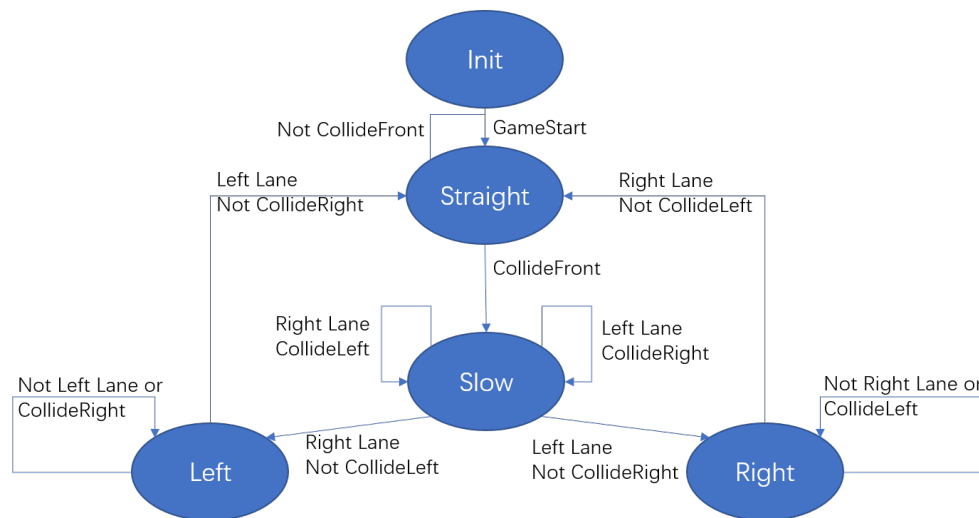 Init
Not CollideFront
GameStart
Left Lane
Not CollideRight
Straight
Right Lane
Not CollideLeft
CollideFront
Right Lane
CollideLeft
Left Lane
CollideRight
Slow
Not Left Lane or
CollideRight
Not Right Lane or
CollideLeft
Left
Right Lane
Not CollideLeft
Left Lane
Not CollideRight
Right